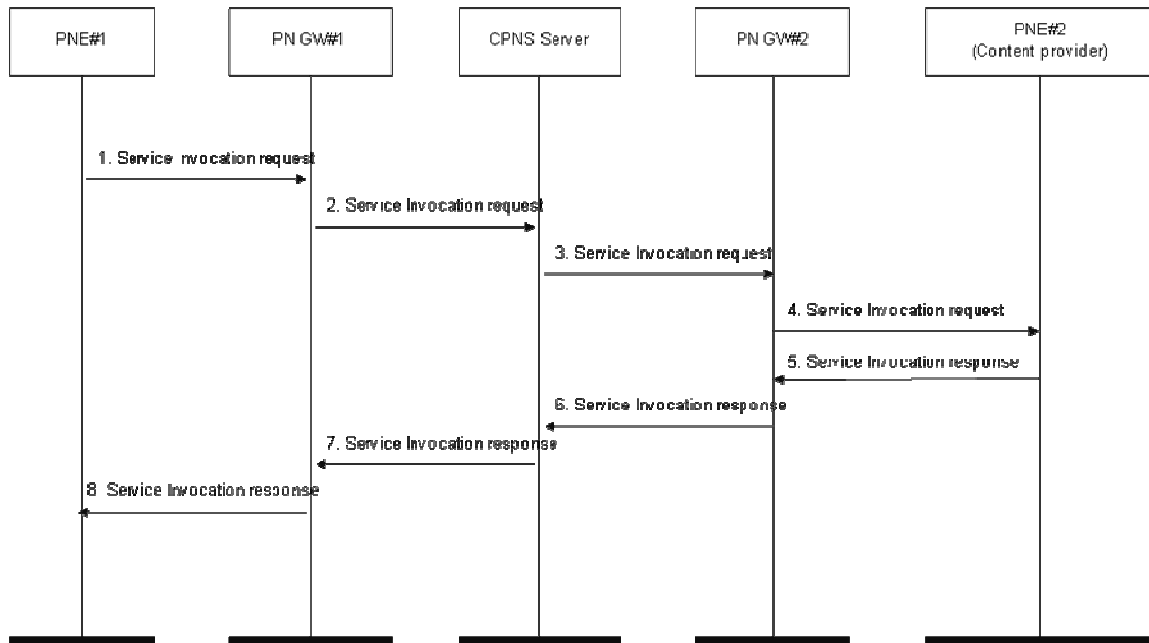 PNE#1
PN GW#1
CPNS Server
PN GW#2
PNE#2
(Content provider)
1. Service Invocation request
2. Service Invocation request
3. Service Invocation request
4. Service Invocation request
5. Service Invocation response
6. Service Invocation response
7. Service Invocation response
8 Service Invocation response